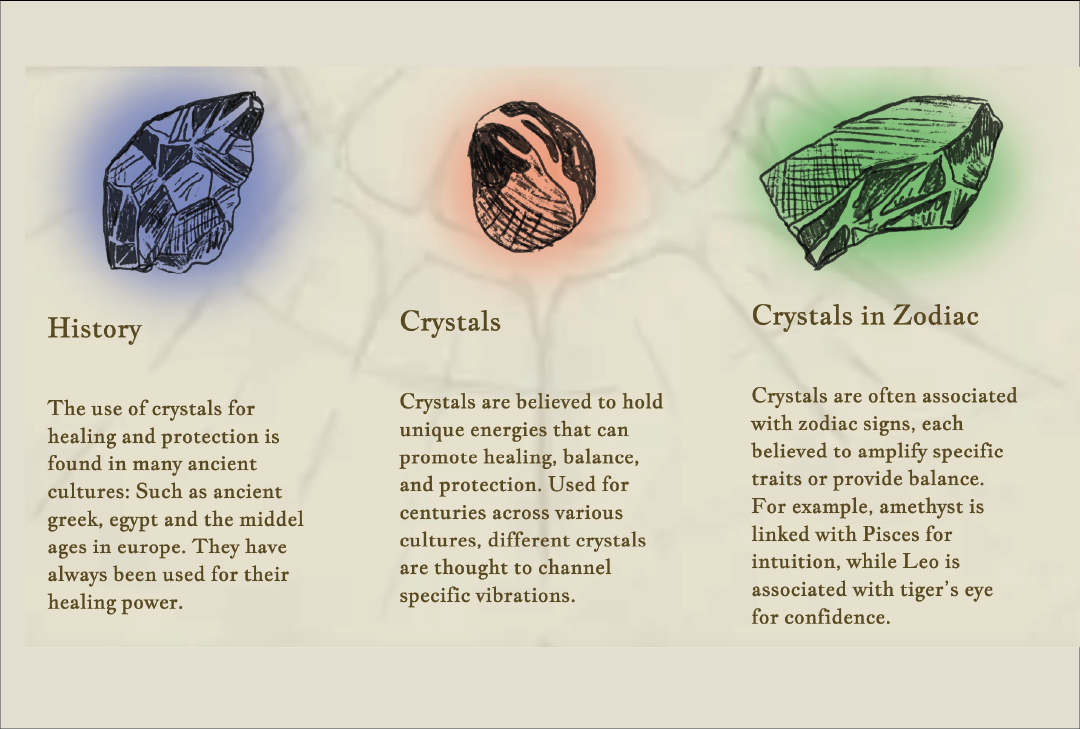 History
The use of crystals for
healing and protection is
found in many ancient
cultures: Such as ancient
greek, egypt and the middel
ages in europe. They have
always been used for their
healing power.
Crystals
Crystals are believed to hold
unique energies that can
promote healing, balance,
and protection. Used for
centuries across various
cultures, different crystals
are thought to channel
specific vibrations.
Crystals in Zodiac
Crystals are often associated
with zodiac signs, each
believed to amplify specific
traits or provide balance.
For example, amethyst is
linked with Pisces for
intuition, while Leo is
associated with tiger's eye
for confidence.